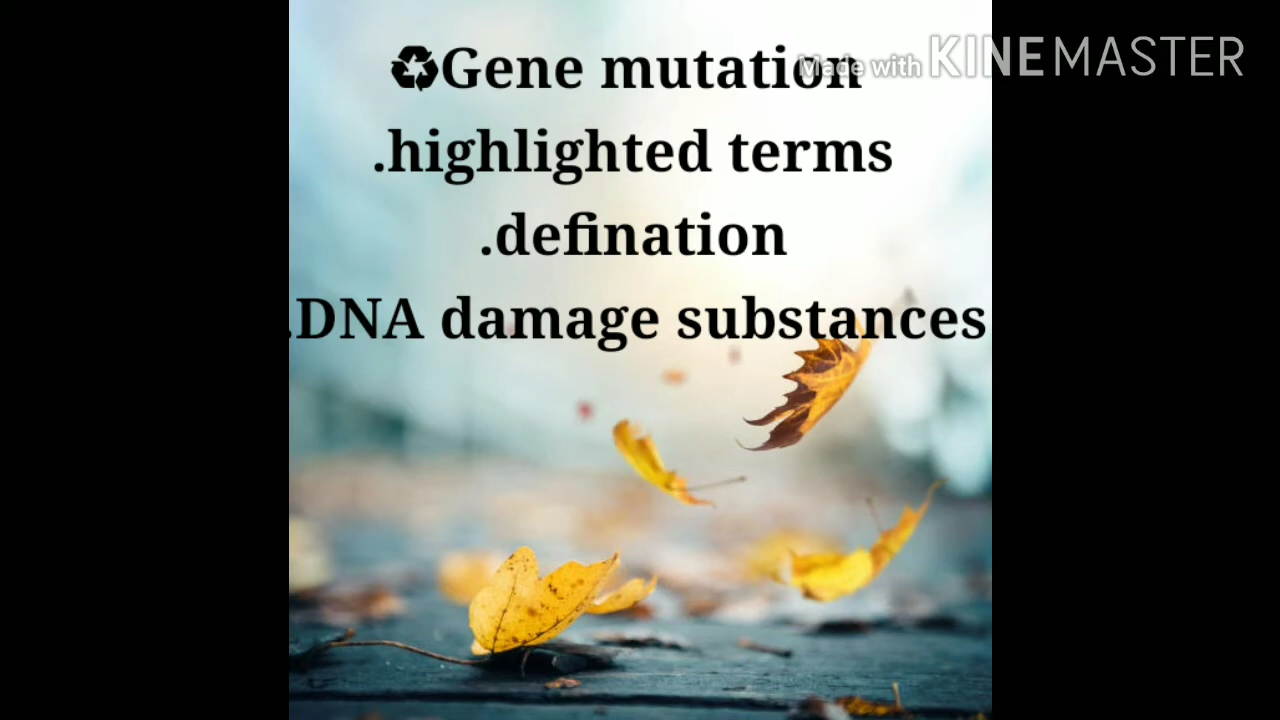 ♻Gene mutation
Made with KINEMASTER
.highlighted terms
.defination
.DNA damage substances